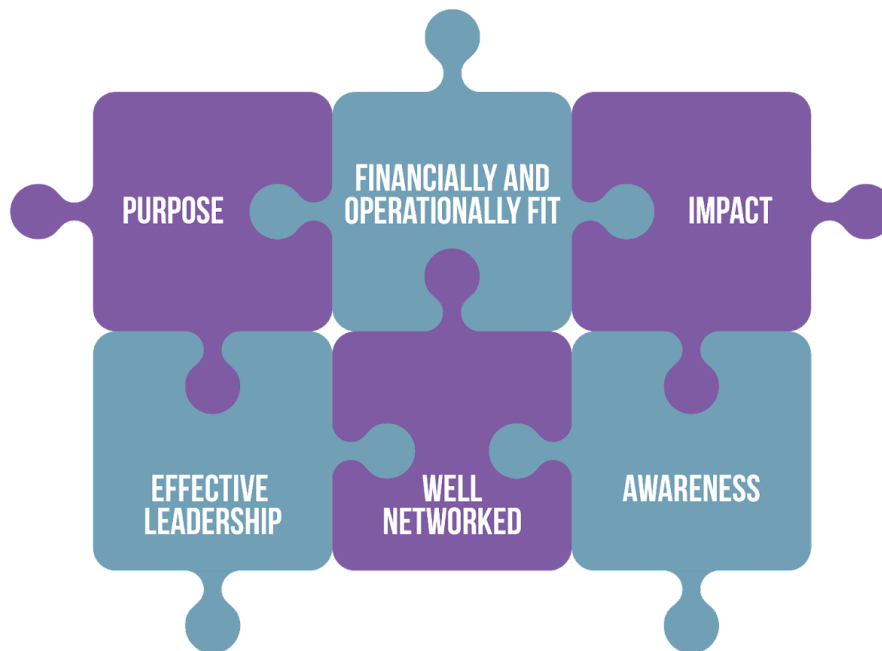 PURPOSE
FINANCIALLY AND
OPERATIONALLY FIT
IMPACT
EFFECTIVE
LEADERSHIP
WELL
NETWORKED
AWARENESS